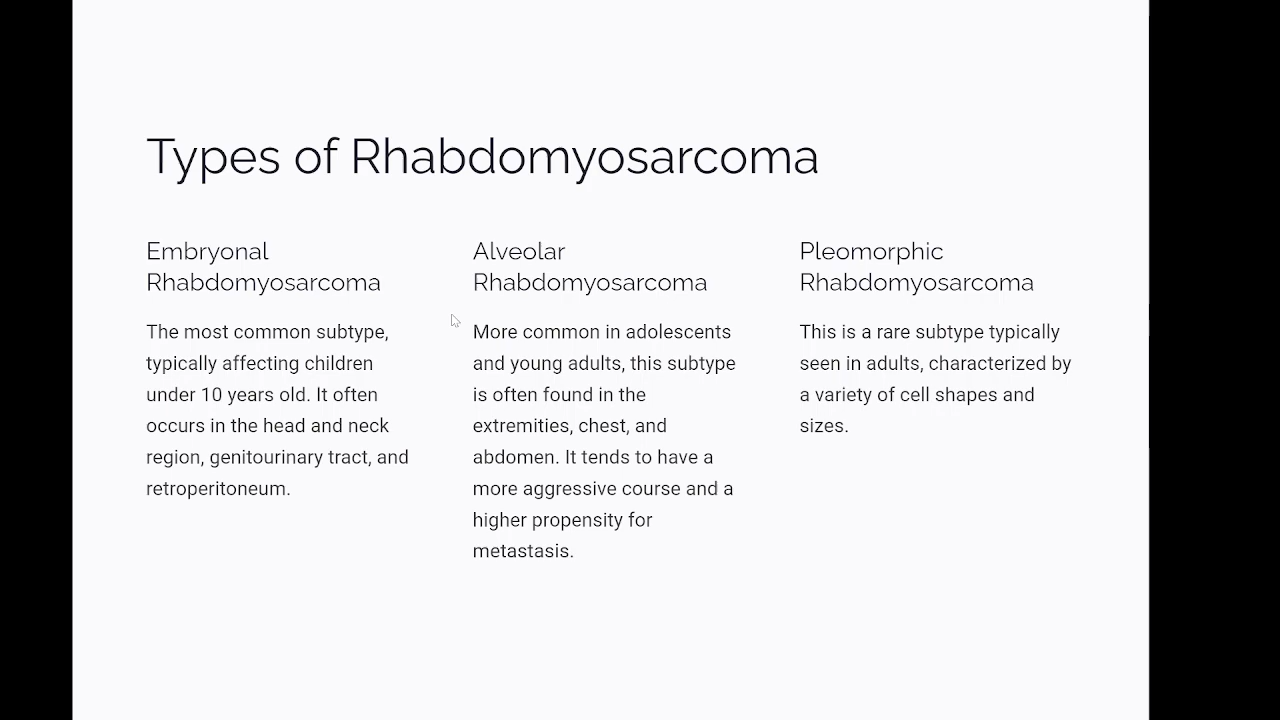 Types of Rhabdomyosarcoma
Embryonal
Rhabdomyosarcoma
The most common subtype,
typically affecting children
under 10 years old. It often
occurs in the head and neck
region, genitourinary tract, and
retroperitoneum.
Alveolar
Rhabdomyosarcoma
More common in adolescents
and young adults, this subtype
is often found in the
extremities, chest, and
abdomen. It tends to have a
more aggressive course and a
higher propensity for
metastasis.
Pleomorphic
Rhabdomyosarcoma
This is a rare subtype typically
seen in adults, characterized by
a variety of cell shapes and
sizes.